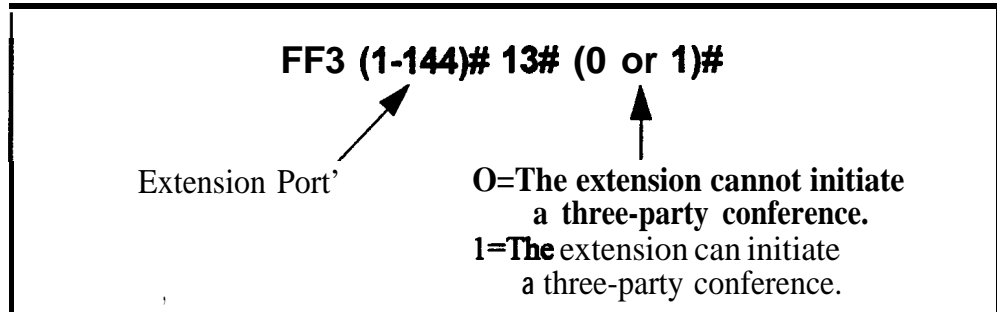 FF3 (1-144)# 13# (0 or 1)#
Extension Port’
O=The extension cannot initiate
a three-party conference.
1=The extension can initiate
a three-party conference.